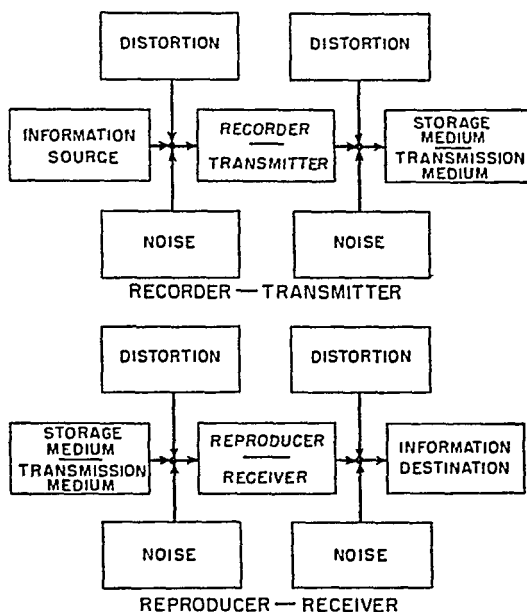 DISTORTION
DISTORTION
INFORMATION
SOURCE
RECORDER
TRANSMITTER
STORAGE
MEDIUM
TRANSMISSION
MEDIUM
NOISE
NOISE
RECORDER — TRANSMITTER
DISTORTION
DISTORTION
STORAGE
MEDIUM
TRANSMISSION
MEDIUM
REPRODUCER
RECEIVER
INFORMATION
DESTINATION
NOISE
NOISE
REPRODUCER — RECEIVER